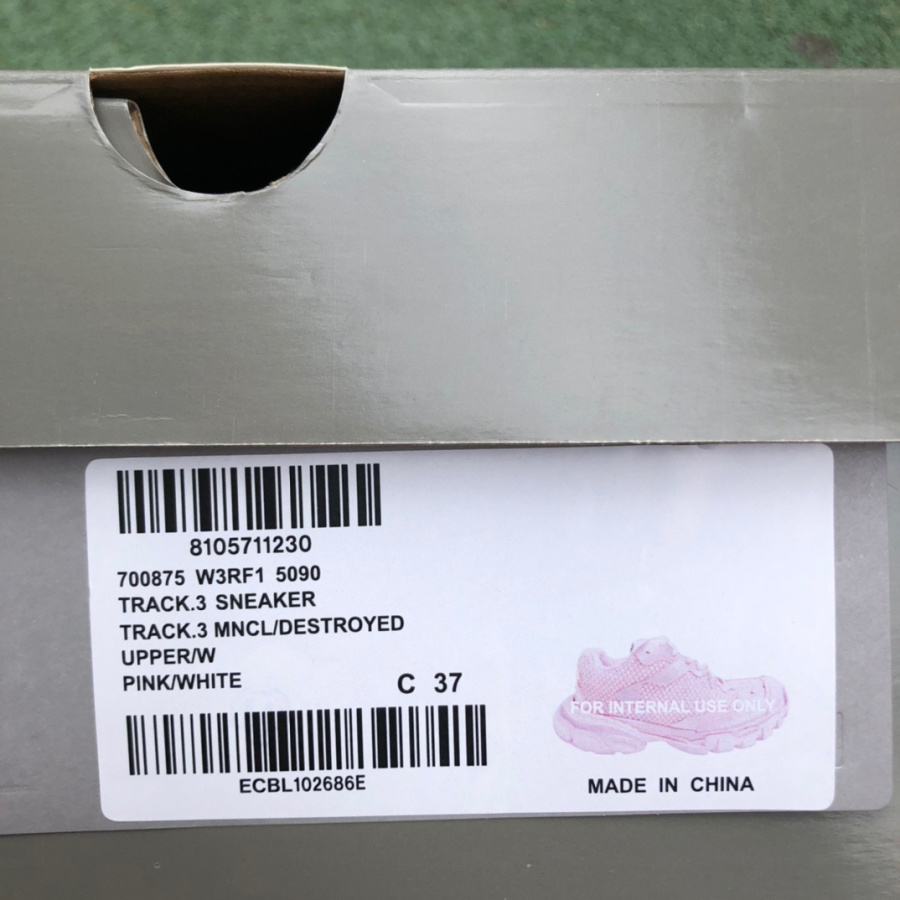 8105711230
700875 W3RF1 5090
TRACK.3 SNEAKER
TRACK.3 MNCL/DESTROYED
UPPER/W
PINK/WHITE
C 37
FOR INTERNAL USE ONLY
ECBL102686E
MADE IN CHINA